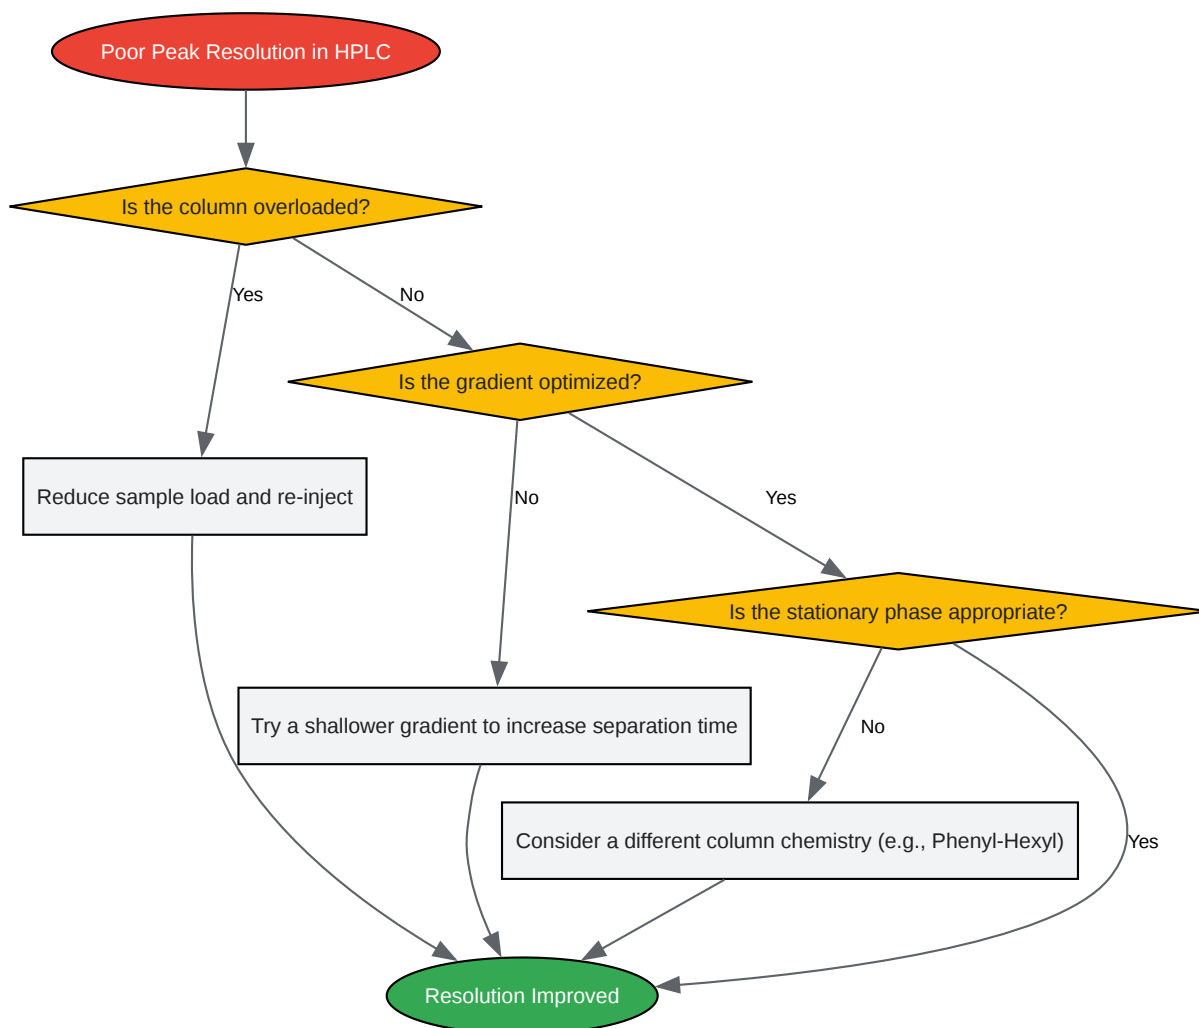 Poor Peak Resolution in HPLC
Is the column overloaded?
Yes
No
Is the gradient optimized?
Reduce sample load and re-inject
No
Yes
Is the stationary phase appropriate?
Try a shallower gradient to increase separation time
No
Consider a different column chemistry (e.g., Phenyl-Hexyl)
Yes
Resolution Improved